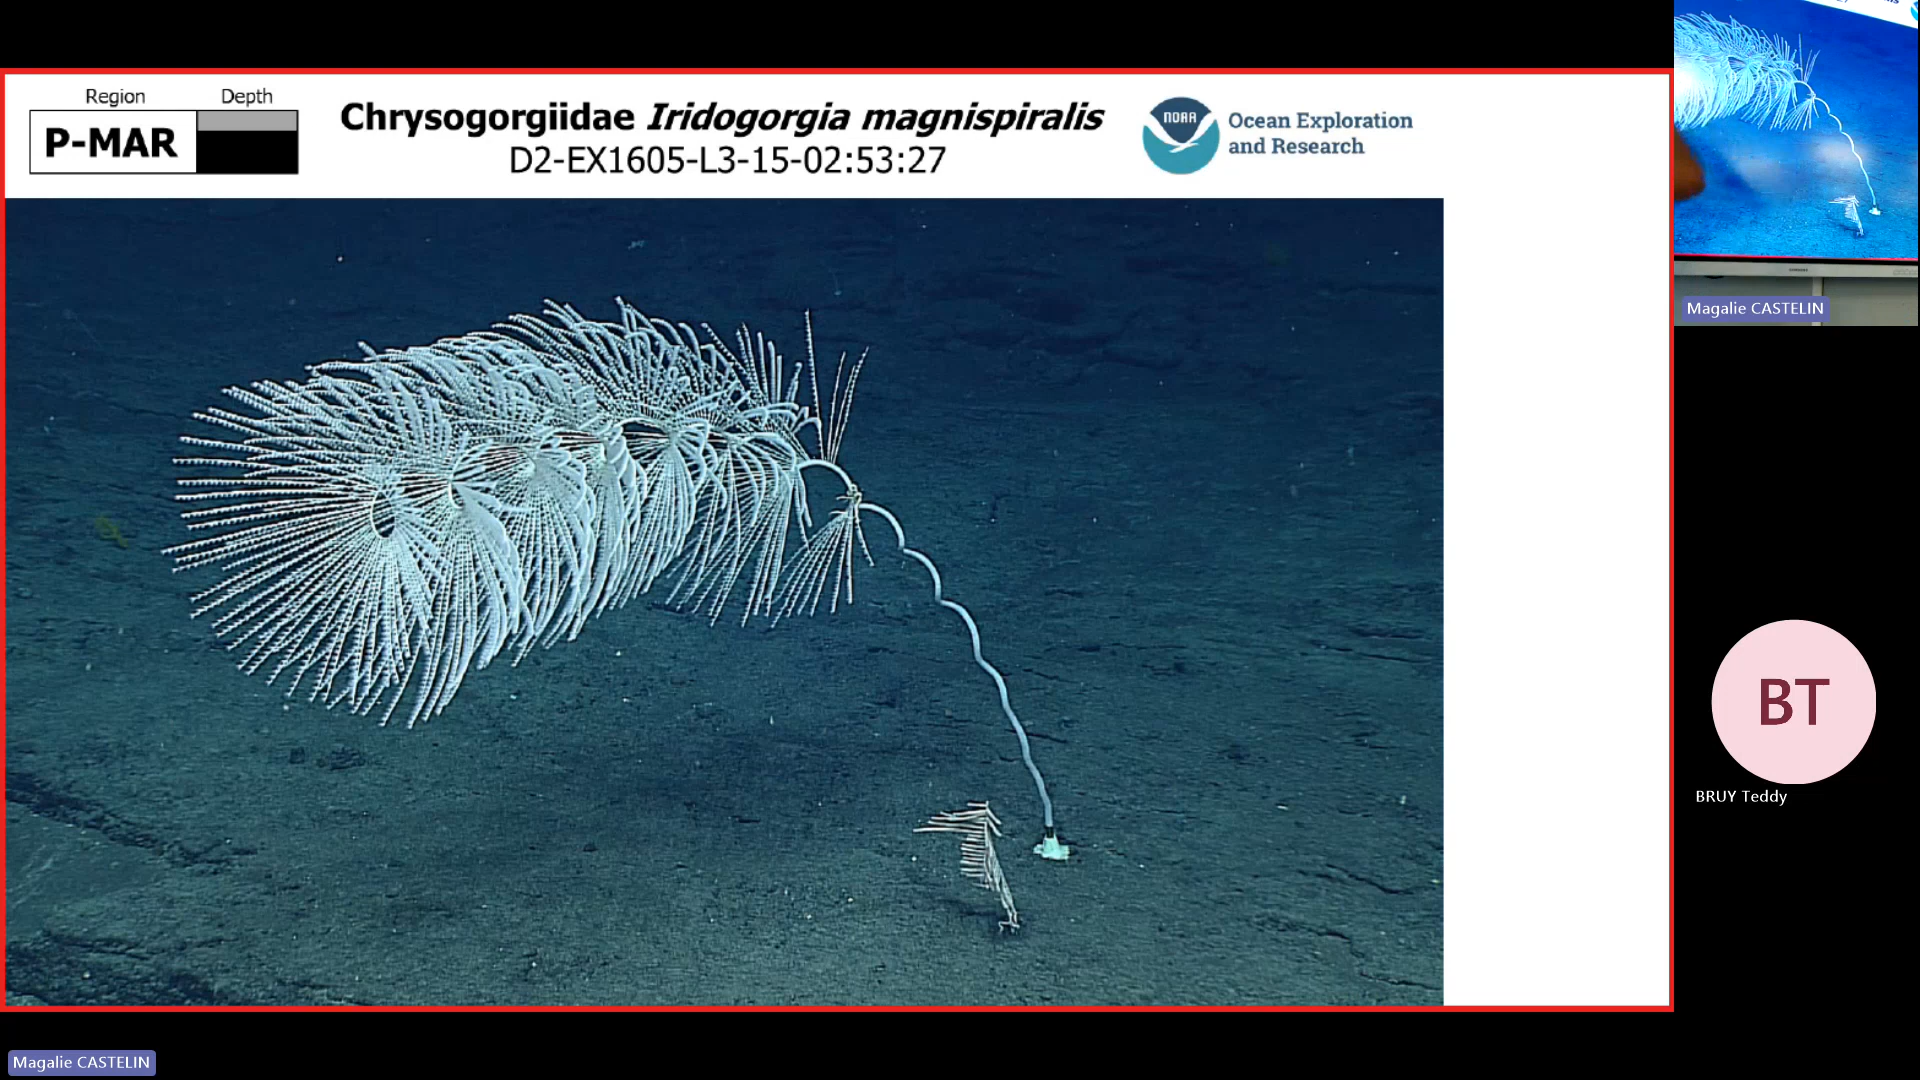 Region
Depth
P-MAR
Chrysogorgiidae Iridogorgia magnispiralis
D2-EX1605-L3-15-02:53:27
NOAA
Ocean Exploration
and Research
Magalie CASTELIN
BT
BRUY Teddy
Magalie CASTELIN